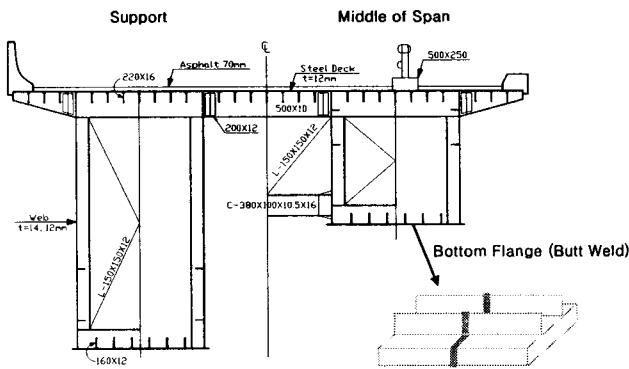 Support
Middle of Span
℄
Asphalt 70mm
Steel Deck
t=12mm
500X250
220X16
500X10
200X12
L-150X150X12
C-380X100X10.5X16
Web
t=14,12mm
L-150X150X12
160X12
Bottom Flange (Butt Weld)